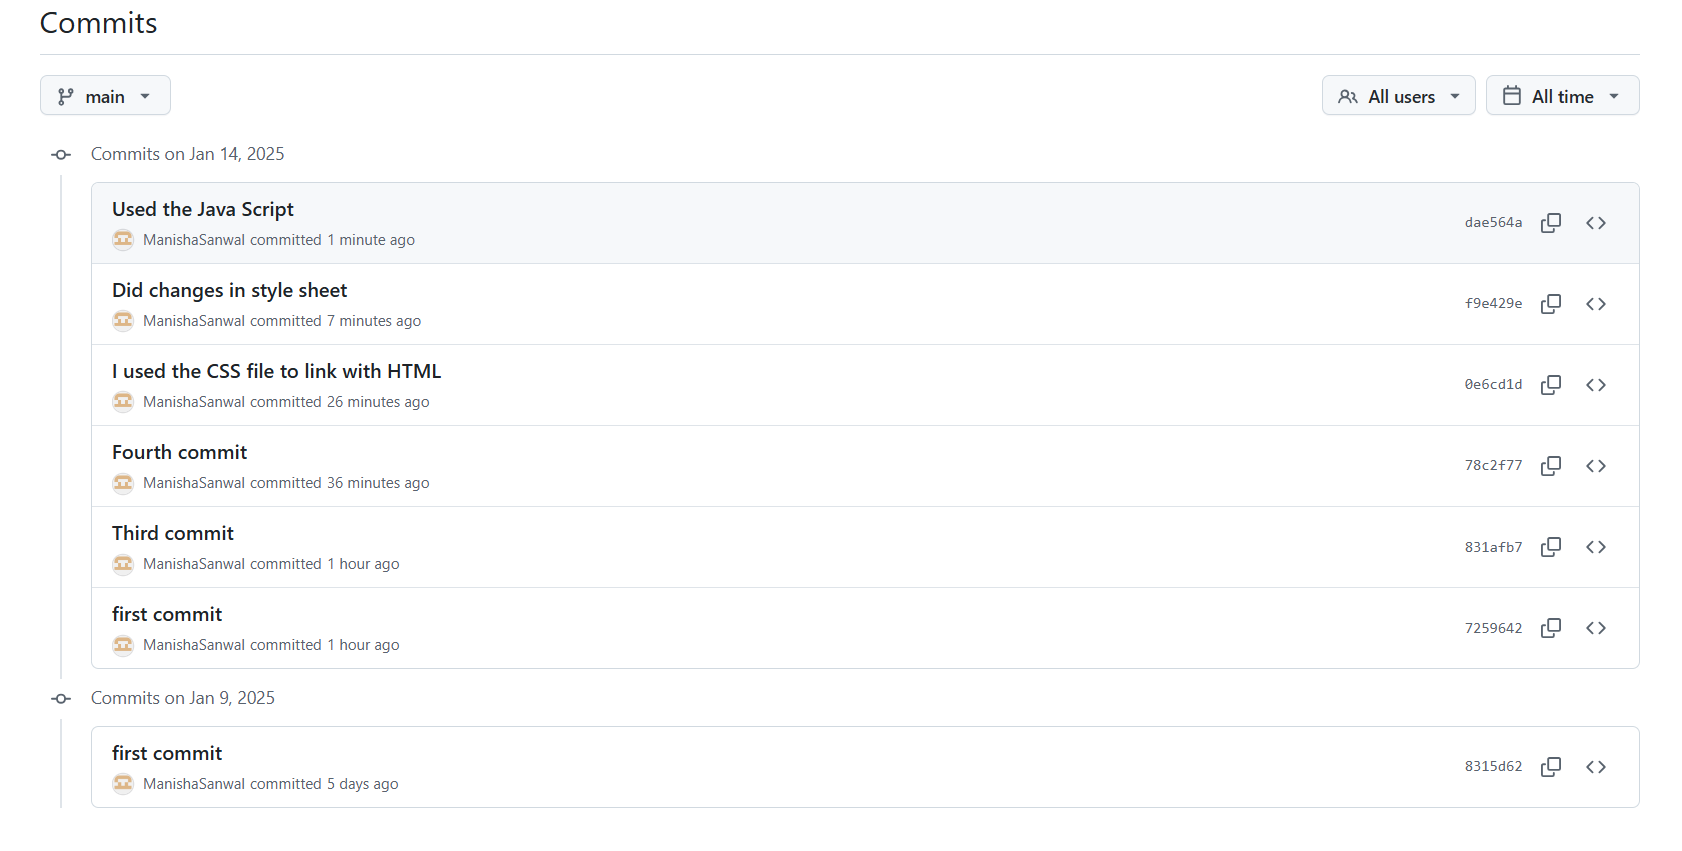 Commits
main
All users
All time
Commits on Jan 14, 2025
Used the Java Script
ManishaSanwal committed 1 minute ago
dae564a
Did changes in style sheet
ManishaSanwal committed 7 minutes ago
f9e429e
I used the CSS file to link with HTML
ManishaSanwal committed 26 minutes ago
0e6cd1d
Fourth commit
ManishaSanwal committed 36 minutes ago
78c2f77
Third commit
ManishaSanwal committed 1 hour ago
831afb7
first commit
ManishaSanwal committed 1 hour ago
7259642
Commits on Jan 9, 2025
first commit
ManishaSanwal committed 5 days ago
8315d62